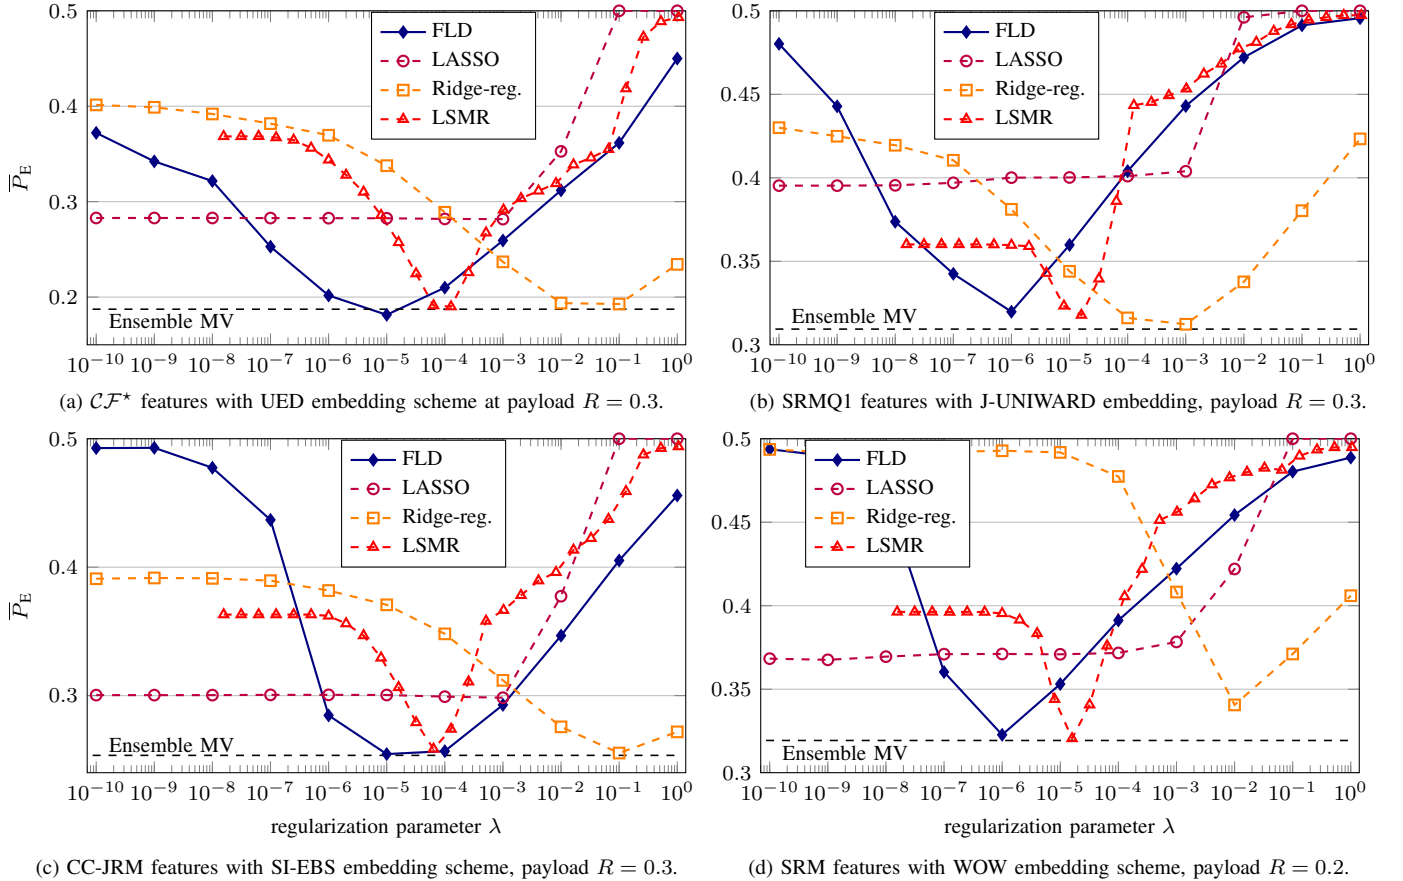 0.5
0.4
0.3
0.2
P̅_E
FLD
LASSO
Ridge-reg.
LSMR
Ensemble MV
10⁻¹⁰ 10⁻⁹ 10⁻⁸ 10⁻⁷ 10⁻⁶ 10⁻⁵ 10⁻⁴ 10⁻³ 10⁻² 10⁻¹ 10⁰
(a) 𝒞ℱ⋆ features with UED embedding scheme at payload R = 0.3.
0.5
0.45
0.4
0.35
0.3
FLD
LASSO
Ridge-reg.
LSMR
Ensemble MV
10⁻¹⁰ 10⁻⁹ 10⁻⁸ 10⁻⁷ 10⁻⁶ 10⁻⁵ 10⁻⁴ 10⁻³ 10⁻² 10⁻¹ 10⁰
(b) SRMQ1 features with J-UNIWARD embedding, payload R = 0.3.
0.5
0.4
0.3
P̅_E
FLD
LASSO
Ridge-reg.
LSMR
Ensemble MV
10⁻¹⁰ 10⁻⁹ 10⁻⁸ 10⁻⁷ 10⁻⁶ 10⁻⁵ 10⁻⁴ 10⁻³ 10⁻² 10⁻¹ 10⁰
regularization parameter λ
(c) CC-JRM features with SI-EBS embedding scheme, payload R = 0.3.
0.5
0.45
0.4
0.35
0.3
FLD
LASSO
Ridge-reg.
LSMR
Ensemble MV
10⁻¹⁰ 10⁻⁹ 10⁻⁸ 10⁻⁷ 10⁻⁶ 10⁻⁵ 10⁻⁴ 10⁻³ 10⁻² 10⁻¹ 10⁰
regularization parameter λ
(d) SRM features with WOW embedding scheme, payload R = 0.2.